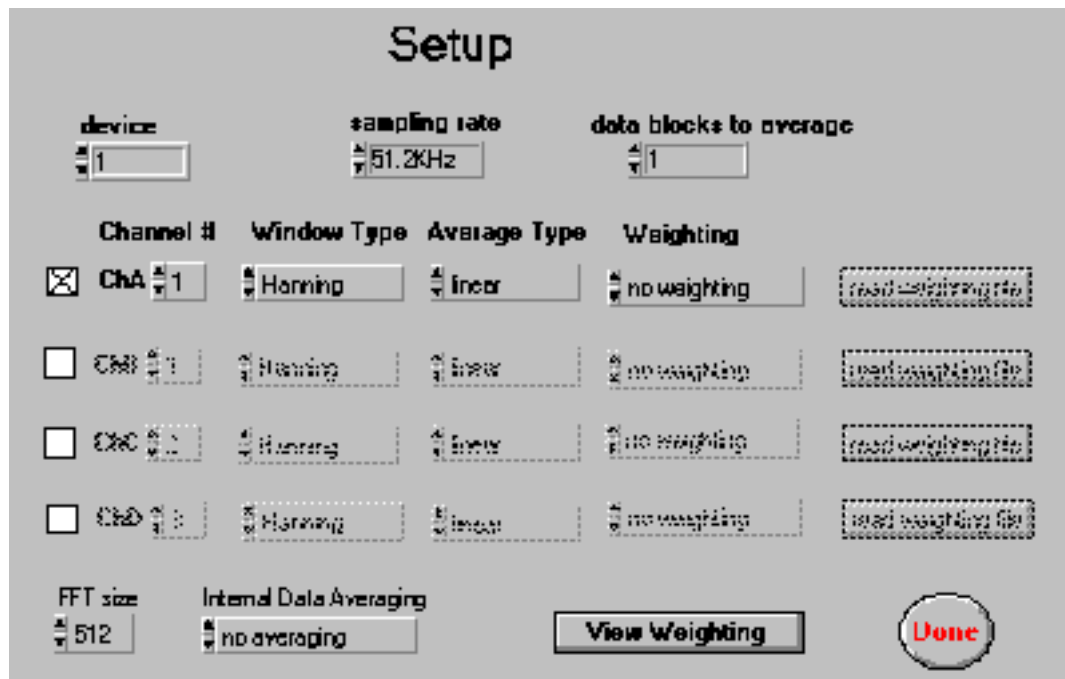 Setup
device sampling rate data blocks to average
1 51.2KHz 1
Channel # Window Type Average Type Weighting
ChA 1 Hanning linear no weighting read weighting file
ChB Hanning linear no weighting read weighting file
ChC Hanning linear no weighting read weighting file
ChD 3 Hanning linear no weighting read weighting file
FFT size Internal Data Averaging
512 no averaging View Weighting Done